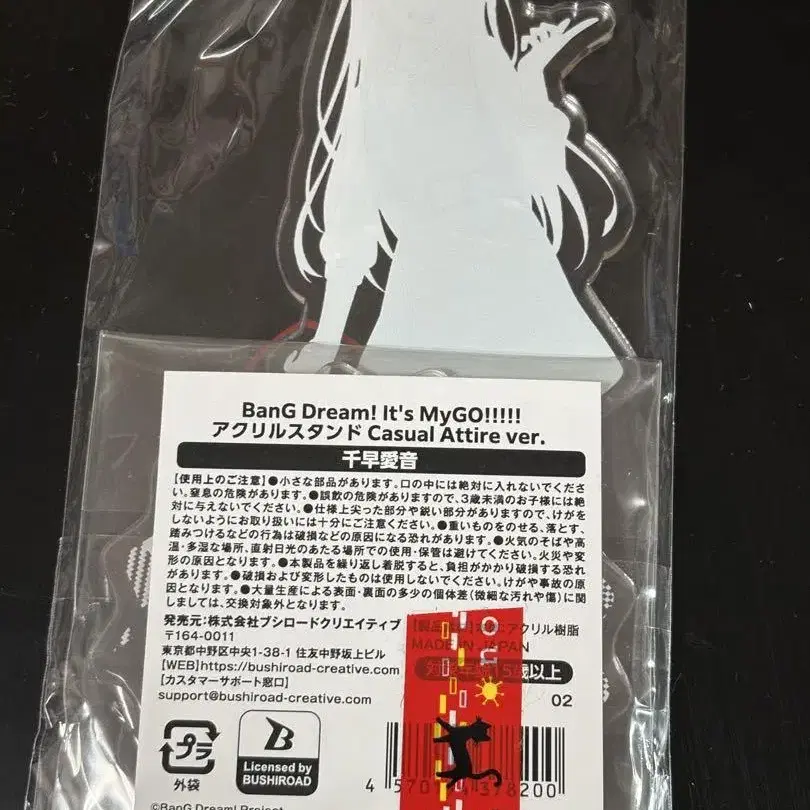 BanG Dream! It's MyGO!!!!!
アクリルスタンド Casual Attire ver.
千早愛音
【使用上のご注意】●小さな部品があります。口の中には絶対に入れないでくださ
い。窒息の危険があります。●誤飲の危険がありますので、3歳未満のお子様には絶
対に与えないでください。●仕様上尖った部分や鋭い部分がありますので、けがを
しないようにお取り扱いには十分にご注意ください。●重いものをのせる、落とす、
踏みつけるなどの行為は破損などの原因になる恐れがあります。●火気のそばや高
温・多湿な場所、直射日光のあたる場所での使用・保管は避けてください。火災や変
形の原因となります。●本製品を繰り返し着脱すると、負担がかかり破損する恐れ
があります。●破損および変形したものは使用しないでください。けがや事故の原
因となります。●大量生産による表面・裏面の多少の個体差(微細な汚れや傷)に関
しましては、交換対象外となります。
発売元:株式会社ブシロードクリエイティブ
〒164-0011
東京都中野区中央1-38-1 住友中野坂上ビル
【WEB】https://bushiroad-creative.com
【カスタマーサポート窓口】
support@bushiroad-creative.com
アクリル樹脂
MADE IN JAPAN
5歳以上
02
no
プラ
外袋
B
Licensed by
BUSHIROAD
4 570 378200
©BanG Dream! Project